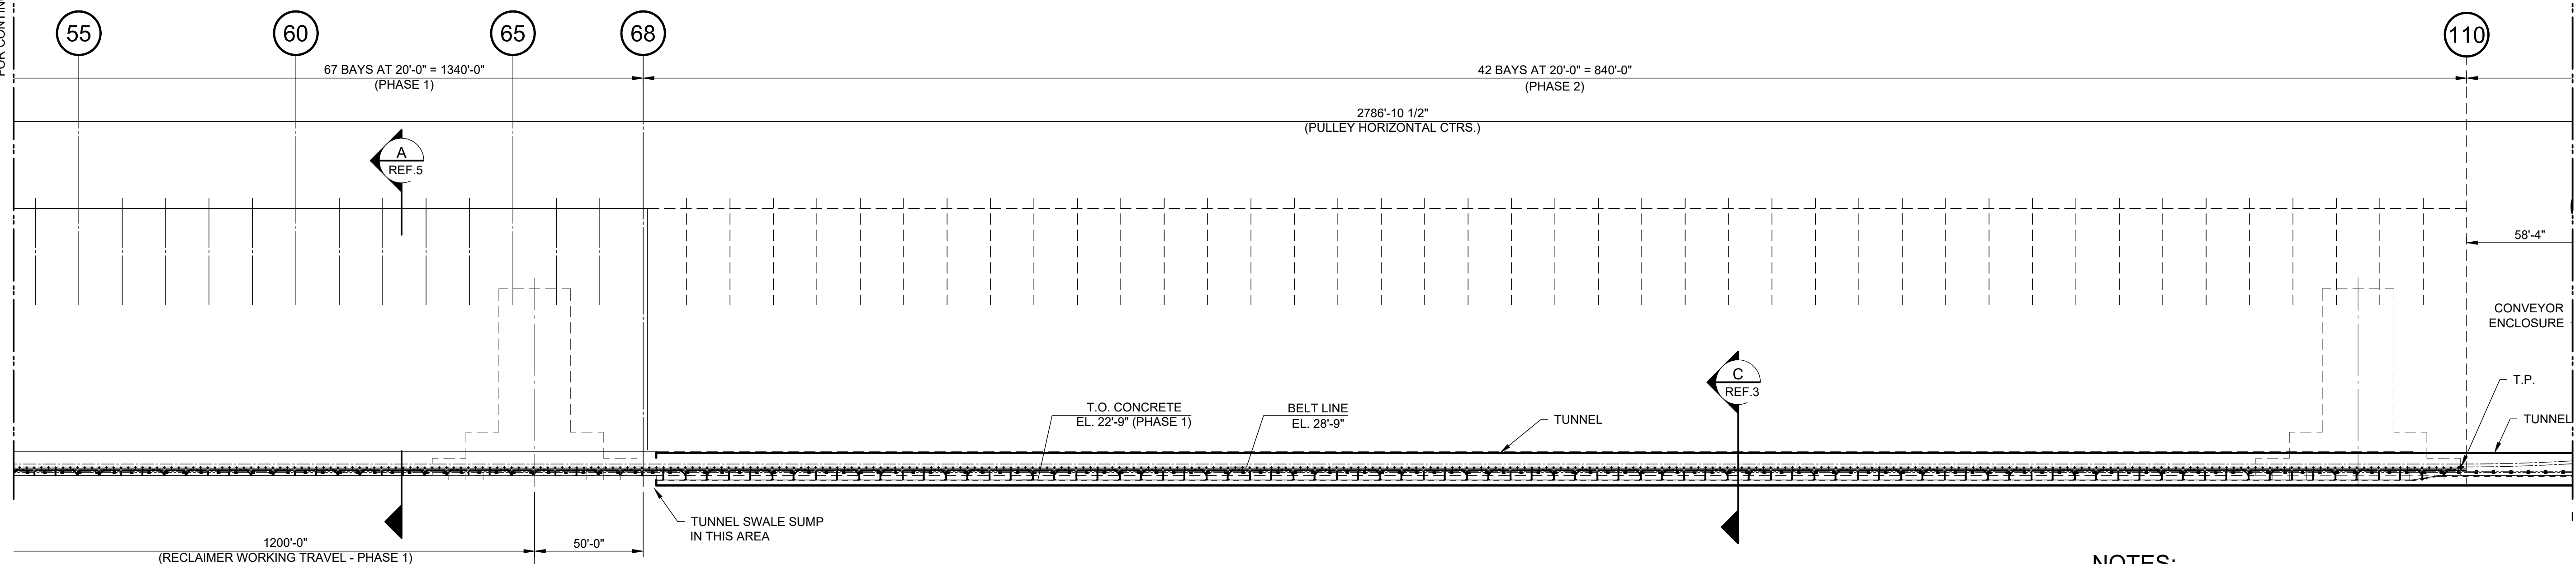 FOR CONTIN
55
60
65
68
110
67 BAYS AT 20'-0" = 1340'-0"
(PHASE 1)
42 BAYS AT 20'-0" = 840'-0"
(PHASE 2)
2786'-10 1/2"
(PULLEY HORIZONTAL CTRS.)
A
REF.5
58'-4"
CONVEYOR
ENCLOSURE
C
REF.3
T.P.
T.O. CONCRETE
EL. 22'-9" (PHASE 1)
BELT LINE
EL. 28'-9"
TUNNEL
TUNNEL
TUNNEL SWALE SUMP
IN THIS AREA
1200'-0"
(RECLAIMER WORKING TRAVEL - PHASE 1)
50'-0"
NOTES: